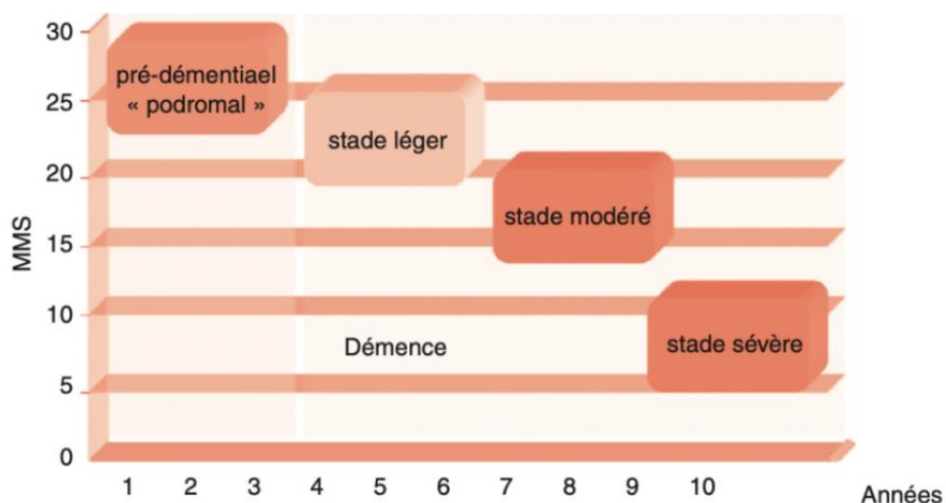 30
pré-démentiael
« podromal »
25
stade léger
20
stade modéré
15
MMS
10
Démence
stade sévère
5
0
1 2 3 4 5 6 7 8 9 10
Années